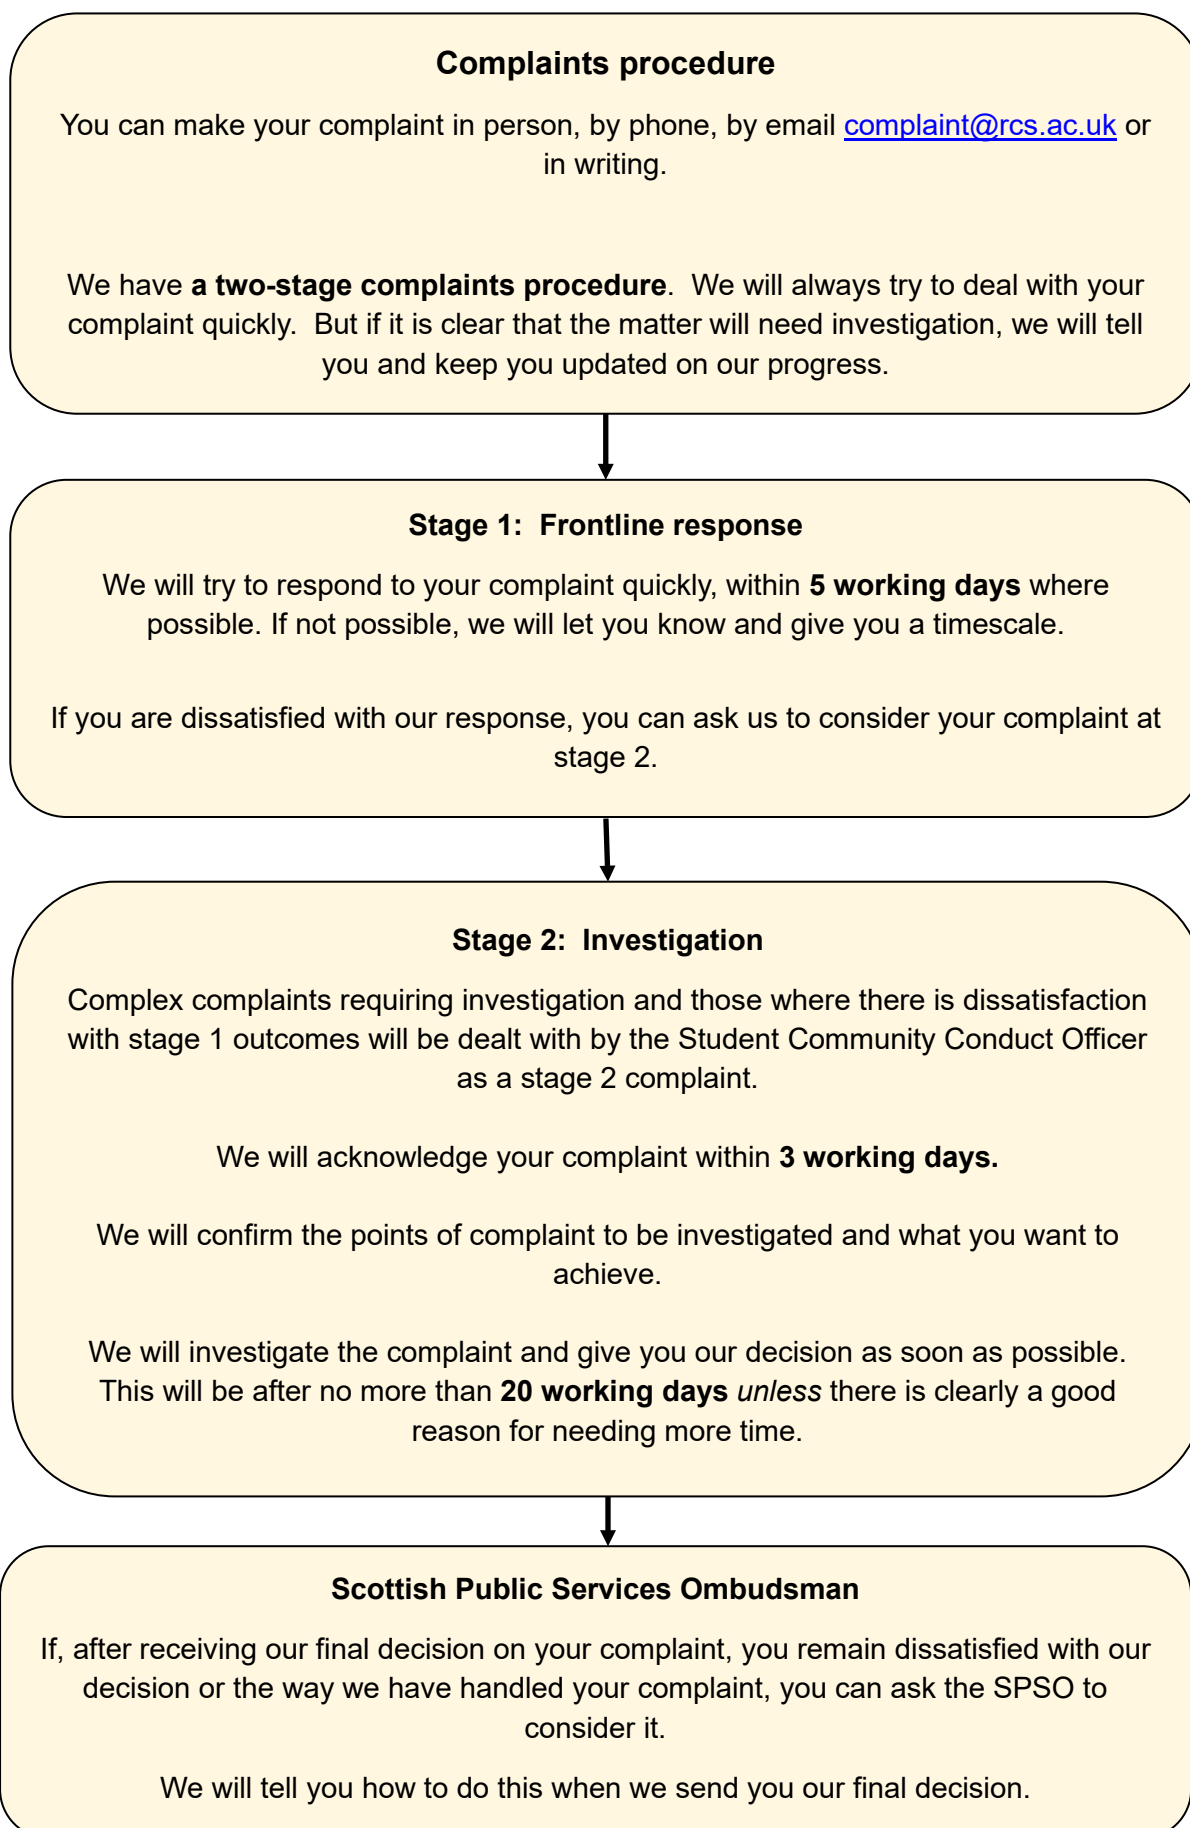 Complaints procedure
You can make your complaint in person, by phone, by email complaint@rcs.ac.uk or
in writing.
We have a two-stage complaints procedure.  We will always try to deal with your
complaint quickly.  But if it is clear that the matter will need investigation, we will tell
you and keep you updated on our progress.
Stage 1:  Frontline response
We will try to respond to your complaint quickly, within 5 working days where
possible. If not possible, we will let you know and give you a timescale.
If you are dissatisfied with our response, you can ask us to consider your complaint at
stage 2.
Stage 2:  Investigation
Complex complaints requiring investigation and those where there is dissatisfaction
with stage 1 outcomes will be dealt with by the Student Community Conduct Officer
as a stage 2 complaint.
We will acknowledge your complaint within 3 working days.
We will confirm the points of complaint to be investigated and what you want to
achieve.
We will investigate the complaint and give you our decision as soon as possible.
This will be after no more than 20 working days unless there is clearly a good
reason for needing more time.
Scottish Public Services Ombudsman
If, after receiving our final decision on your complaint, you remain dissatisfied with our
decision or the way we have handled your complaint, you can ask the SPSO to
consider it.
We will tell you how to do this when we send you our final decision.